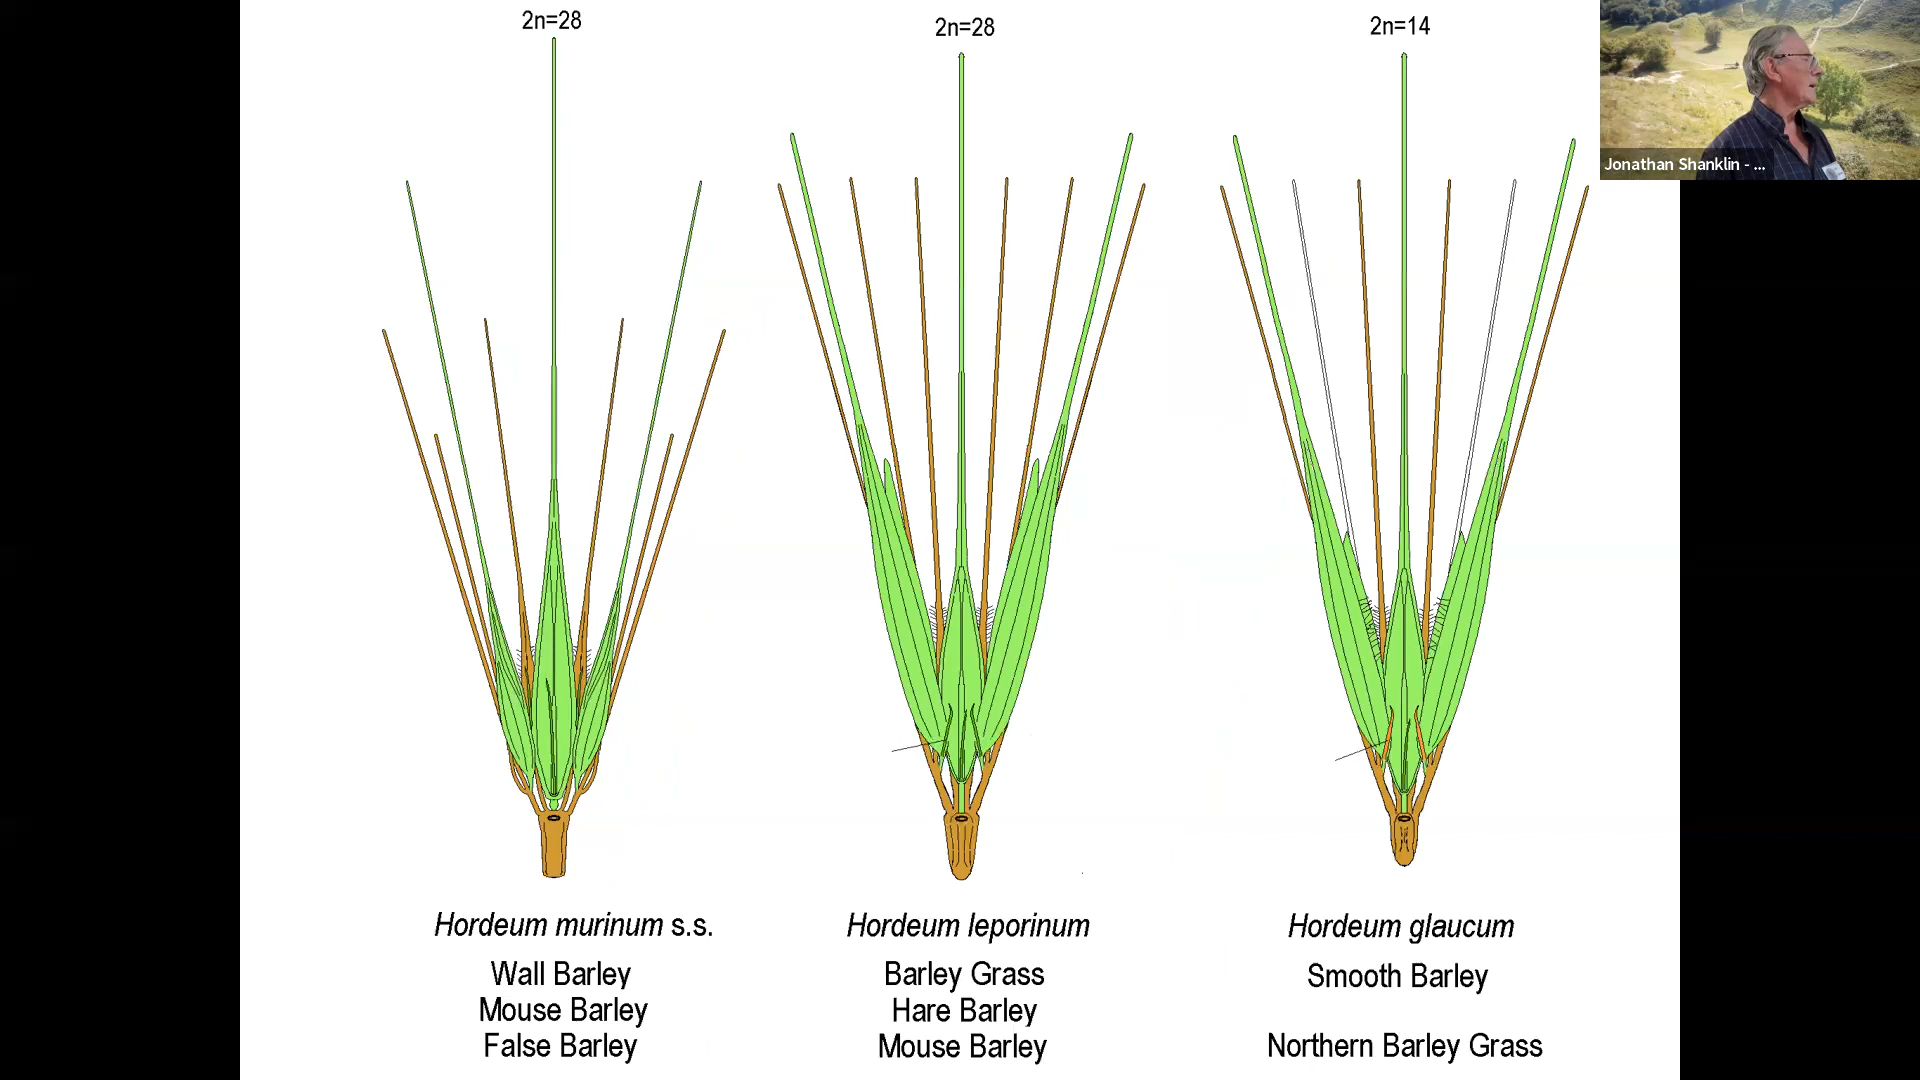 2n=28
2n=28
2n=14
Jonathan Shanklin - ...
Hordeum murinum s.s.
Wall Barley
Mouse Barley
False Barley
Hordeum leporinum
Barley Grass
Hare Barley
Mouse Barley
Hordeum glaucum
Smooth Barley
Northern Barley Grass